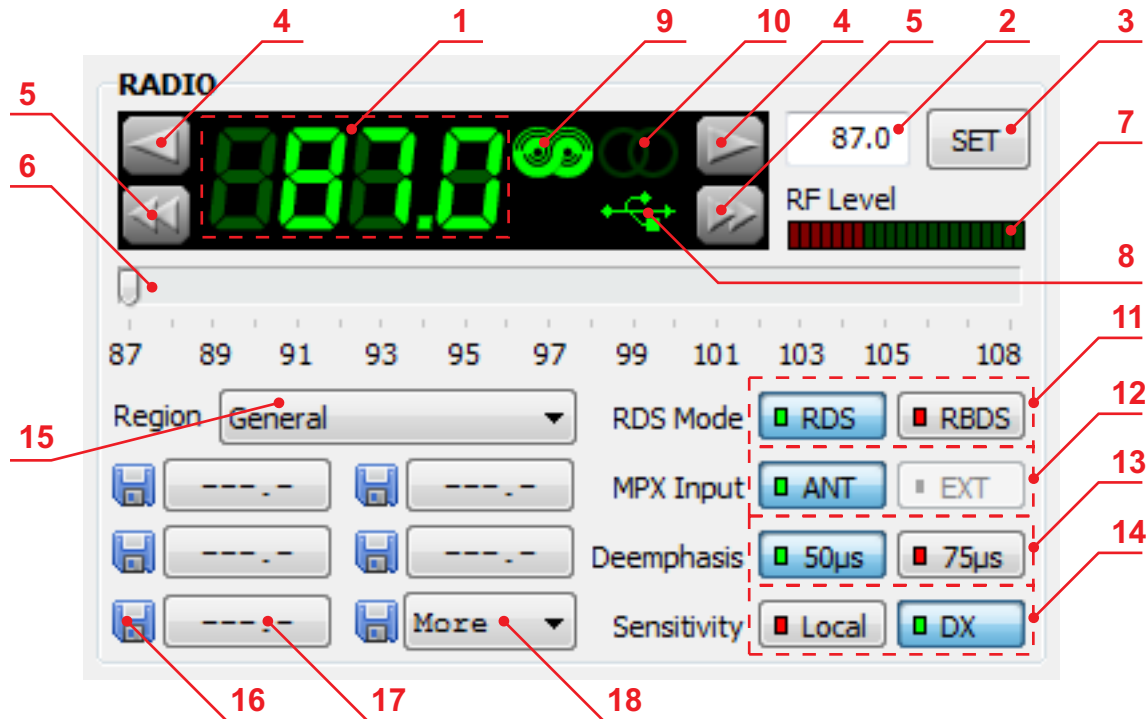 4 1 9 10 4 5 2 3
RADIO
5
87.0 87.0 SET
7
6
RF Level
8
87 89 91 93 95 97 99 101 103 105 108
11
Region General RDS Mode RDS RBDS
12
15
---.- ---.- MPX Input ANT EXT
13
---.- ---.- Deemphasis 50µs 75µs
14
---.- More Sensitivity Local DX
16 17 18